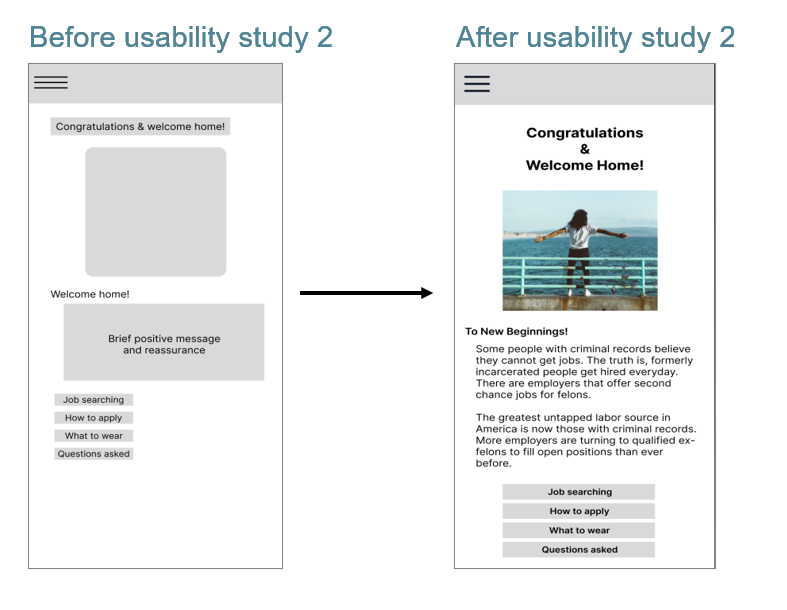 Before usability study 2
Congratulations & welcome home!
Welcome home!
Brief positive message
and reassurance
Job searching
How to apply
What to wear
Questions asked
After usability study 2
Congratulations
&
Welcome Home!
To New Beginnings!
Some people with criminal records believe
they cannot get jobs. The truth is, formerly
incarcerated people get hired everyday.
There are employers that offer second
chance jobs for felons.
The greatest untapped labor source in
America is now those with criminal records.
More employers are turning to qualified ex-
felons to fill open positions than ever
before.
Job searching
How to apply
What to wear
Questions asked